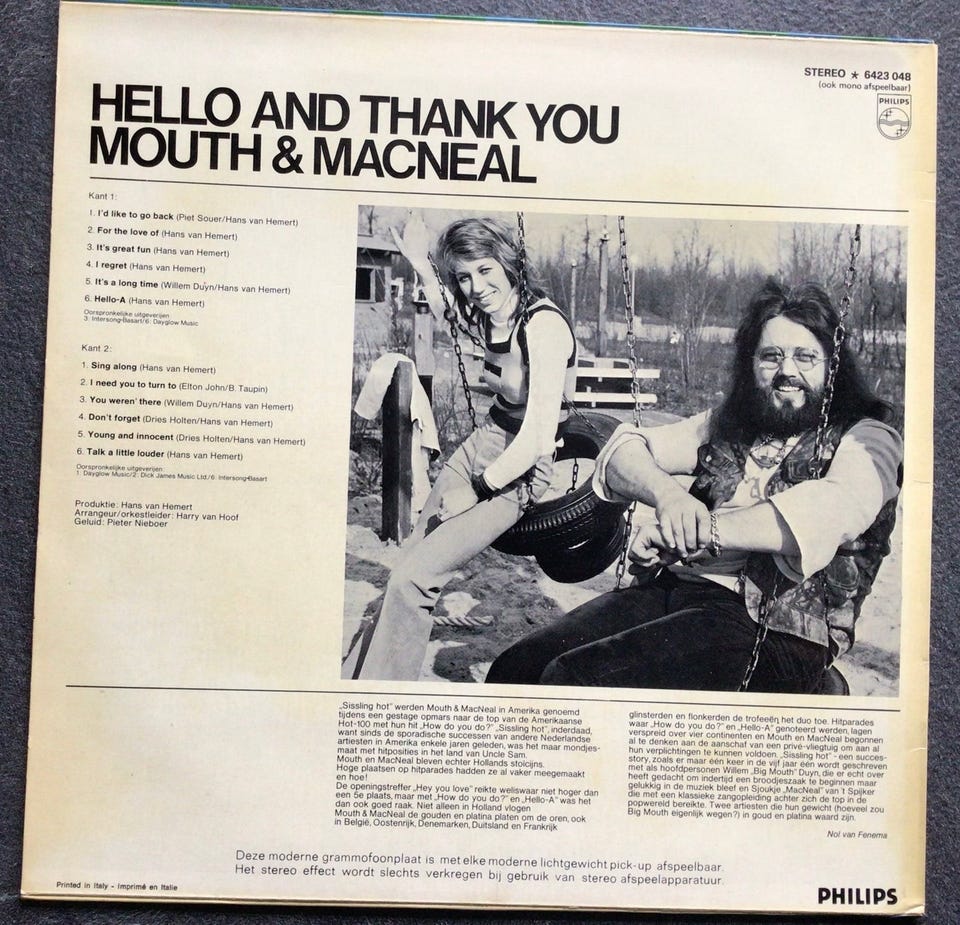 STEREO ★ 6423 048
(ook mono afspeelbaar)
PHILIPS
HELLO AND THANK YOU
MOUTH & MACNEAL
Kant 1:
1. I'd like to go back (Piet Souer/Hans van Hemert)
2. For the love of (Hans van Hemert)
3. It's great fun (Hans van Hemert)
4. I regret (Hans van Hemert)
5. It's a long time (Willem Duyn/Hans van Hemert)
6. Hello-A (Hans van Hemert)
Oorspronkelijke uitgeverijen:
3: Intersong-Basart/6: Dayglow Music
Kant 2:
1. Sing along (Hans van Hemert)
2. I need you to turn to (Elton John/B. Taupin)
3. You weren' there (Willem Duyn/Hans van Hemert)
4. Don't forget (Dries Holten/Hans van Hemert)
5. Young and innocent (Dries Holten/Hans van Hemert)
6. Talk a little louder (Hans van Hemert)
Oorspronkelijke uitgeverijen:
1: Dayglow Music/2: Dick James Music Ltd./6: Intersong-Basart
Produktie: Hans van Hemert
Arrangeur/orkestleider: Harry van Hoof
Geluid: Pieter Nieboer
„Sissling hot" werden Mouth & MacNeal in Amerika genoemd
tijdens een gestage opmars naar de top van de Amerikaanse
Hot-100 met hun hit „How do you do?" „Sissling hot", inderdaad,
want sinds de sporadische successen van andere Nederlandse
artiesten in Amerika enkele jaren geleden, was het maar mondjes-
maat met hitposities in het land van Uncle Sam.
Mouth en MacNeal bleven echter Hollands stoïcijns.
Hoge plaatsen op hitparades hadden ze al vaker meegemaakt
en hoe!
De openingstreffer „Hey you love" reikte weliswaar niet hoger dan
een 5e plaats, maar met „How do you do?" en „Hello-A" was het
dan ook goed raak. Niet alleen in Holland vlogen
Mouth & MacNeal de gouden en platina platen om de oren, ook
in België, Oostenrijk, Denemarken, Duitsland en Frankrijk
glinsterden en flonkerden de trofeeën het duo toe. Hitparades
waar „How do you do?" en „Hello-A" genoteerd werden, lagen
verspreid over vier continenten en Mouth en MacNeal begonnen
al te denken aan de aanschaf van een privé-vliegtuig om aan al
hun verplichtingen te kunnen voldoen. „Sissling hot" - een succes-
story, zoals er maar één keer in de vijf jaar één wordt geschreven
met als hoofdpersonen Willem „Big Mouth" Duyn, die er echt over
heeft gedacht om indertijd een broodjeszaak te beginnen maar
gelukkig in de muziek bleef en Sjoukje „MacNeal" van 't Spijker
die met een klassieke zangopleiding achter zich de top in de
popwereld bereikte. Twee artiesten die hun gewicht (hoeveel zou
Big Mouth eigenlijk wegen?) in goud en platina waard zijn.
Nol van Fenema
Deze moderne grammofoonplaat is met elke moderne lichtgewicht pick-up afspeelbaar.
Het stereo effect wordt slechts verkregen bij gebruik van stereo afspeelapparatuur.
Printed in Italy - Imprimé en Italie
PHILIPS